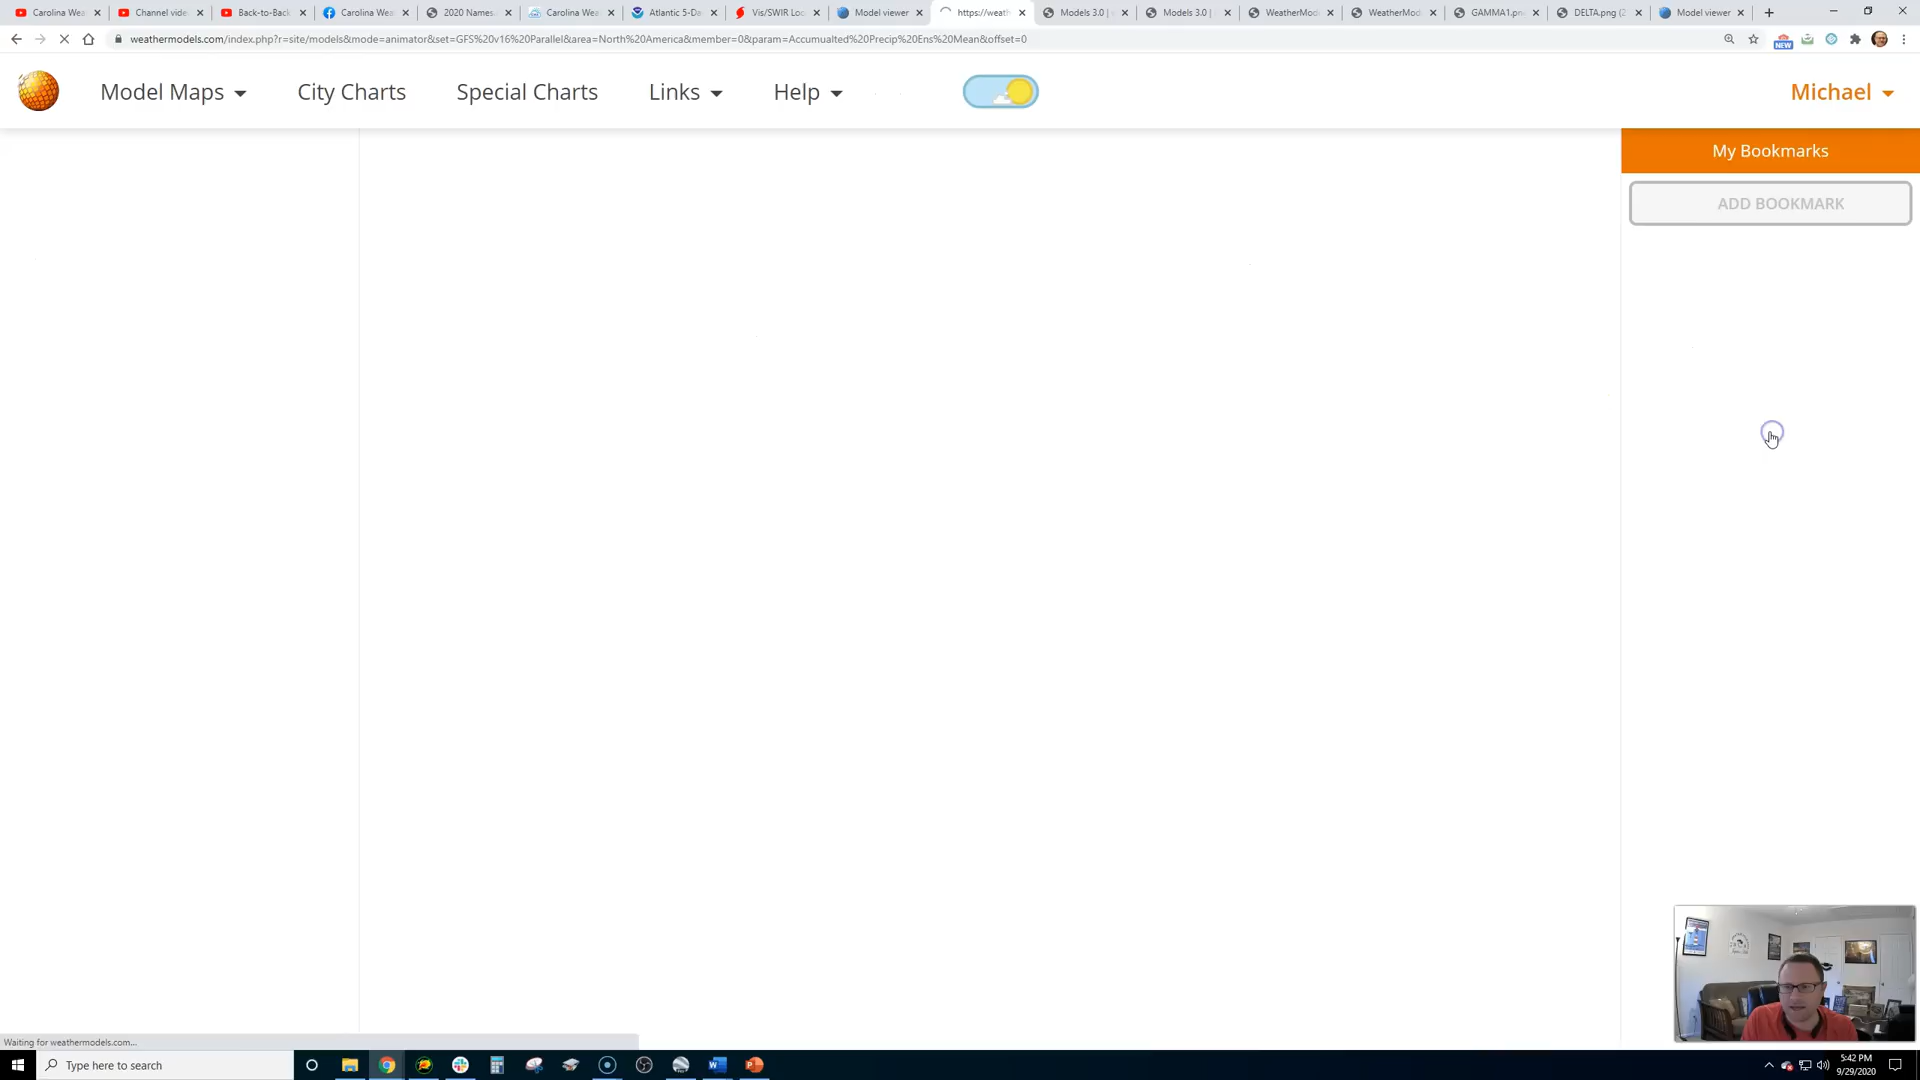 Carolina Wea
Channel vide
Back-to-Back
Carolina Wea
2020 Names.
Carolina Wea
Atlantic 5-Da
Vis/SWIR Loc
Model viewer
https://weath
Models 3.0 |
Models 3.0 |
WeatherMod
WeatherMod
GAMMA1.pn
DELTA.png (2
Model viewer
weathermodels.com/index.php?r=site/models&mode=animator&set=GFS%20v16%20Parallel&area=North%20America&member=0&param=Accumualted%20Precip%20Ens%20Mean&offset=0
NEW
Model Maps
City Charts
Special Charts
Links
Help
Michael
My Bookmarks
ADD BOOKMARK
Waiting for weathermodels.com...
Type here to search
5:42 PM
9/29/2020